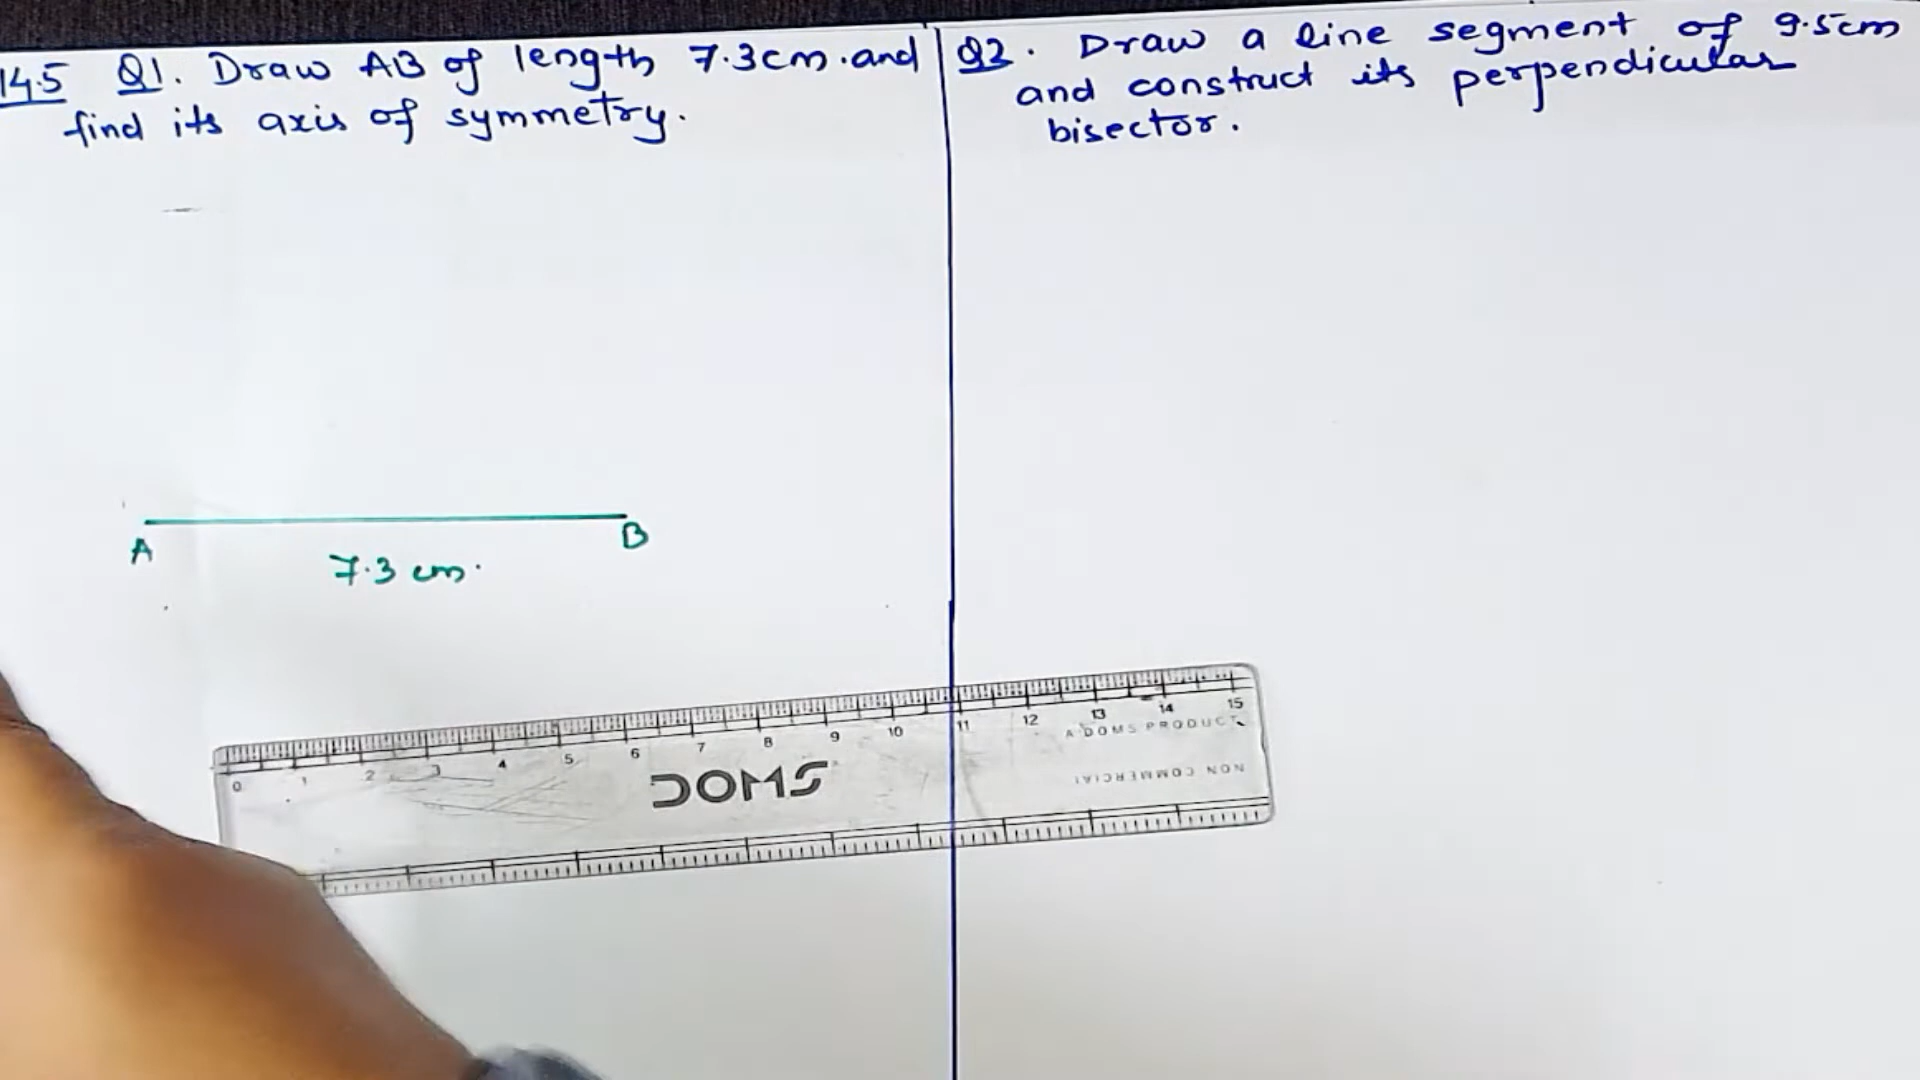 14.5 Q1. Draw AB of length 7.3cm.and
find its axis of symmetry.
Q2. Draw a line segment of 9.5cm
and construct its perpendicular
bisector.
A B
7.3 cm.
0 1 2 3 4 5 6 7 8 9 10 11 12 13 14 15
A DOMS PRODUCT
DOMS
NON COMMERCIAL